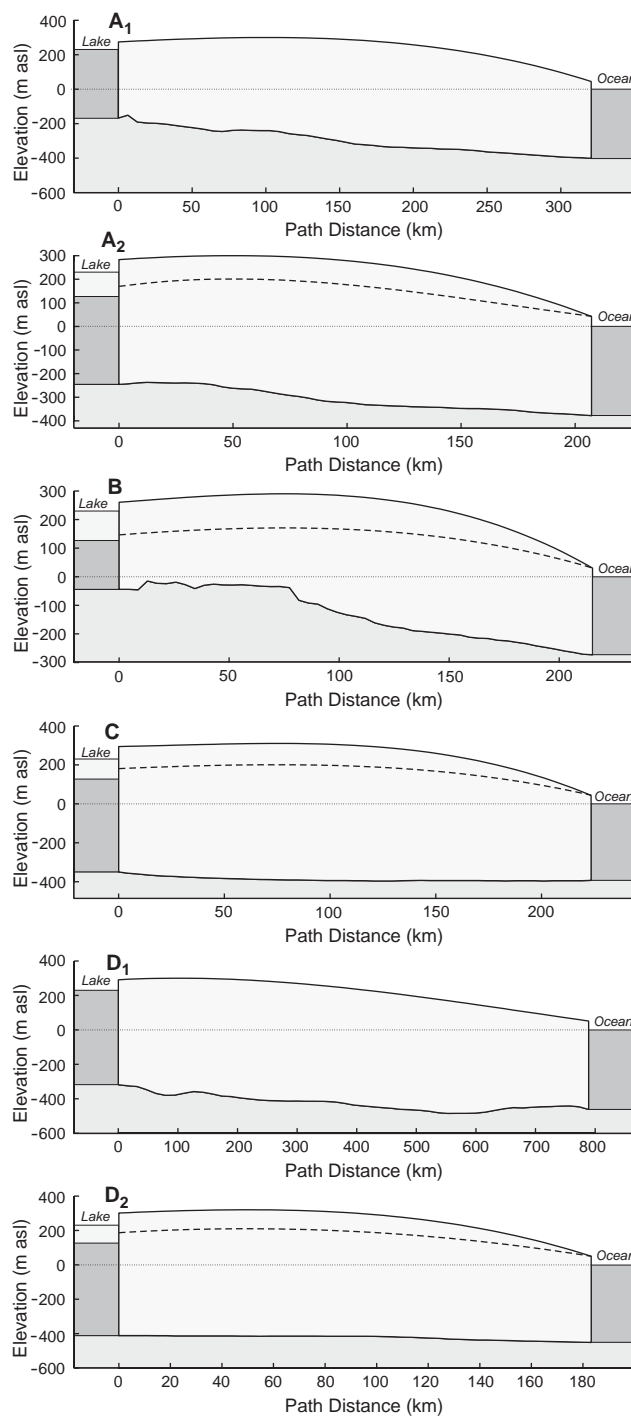 A1
400
Lake
200
0
Ocean
-200
-400
-600
Elevation (m asl)
0 50 100 150 200 250 300
Path Distance (km)
A2
300
Lake
200
100
0
Ocean
-100
-200
-300
-400
Elevation (m asl)
0 50 100 150 200
Path Distance (km)
B
300
Lake
200
100
0
Ocean
-100
-200
-300
Elevation (m asl)
0 50 100 150 200
Path Distance (km)
C
400
Lake
200
0
Ocean
-200
-400
Elevation (m asl)
0 50 100 150 200
Path Distance (km)
D1
400
Lake
200
0
Ocean
-200
-400
-600
Elevation (m asl)
0 100 200 300 400 500 600 700 800
Path Distance (km)
D2
400
Lake
200
0
Ocean
-200
-400
-600
Elevation (m asl)
0 20 40 60 80 100 120 140 160 180
Path Distance (km)